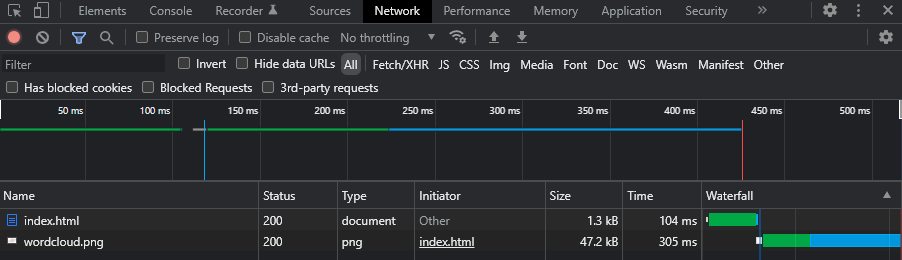 Elements Console Recorder Sources Network Performance Memory Application Security »
Preserve log Disable cache No throttling
Filter Invert Hide data URLs All Fetch/XHR JS CSS Img Media Font Doc WS Wasm Manifest Other
Has blocked cookies Blocked Requests 3rd-party requests
50 ms 100 ms 150 ms 200 ms 250 ms 300 ms 350 ms 400 ms 450 ms 500 ms
Name Status Type Initiator Size Time Waterfall
index.html 200 document Other 1.3 kB 104 ms
wordcloud.png 200 png index.html 47.2 kB 305 ms